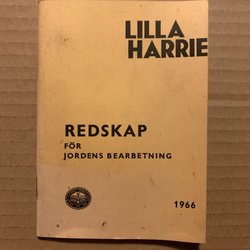 LILLA
HARRIE
REDSKAP
FÖR
JORDENS BEARBETNING
1966